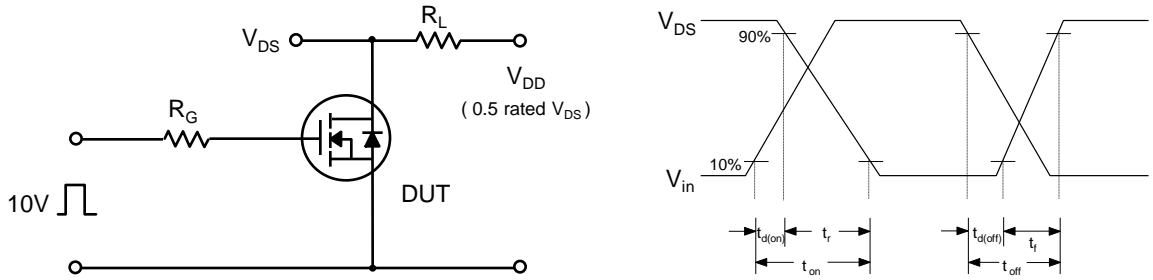 V_DS
R_L
V_DD
( 0.5 rated V_DS )
R_G
10V
DUT
V_DS
90%
10%
V_in
t_d(on)
t_r
t_on
t_d(off)
t_f
t_off